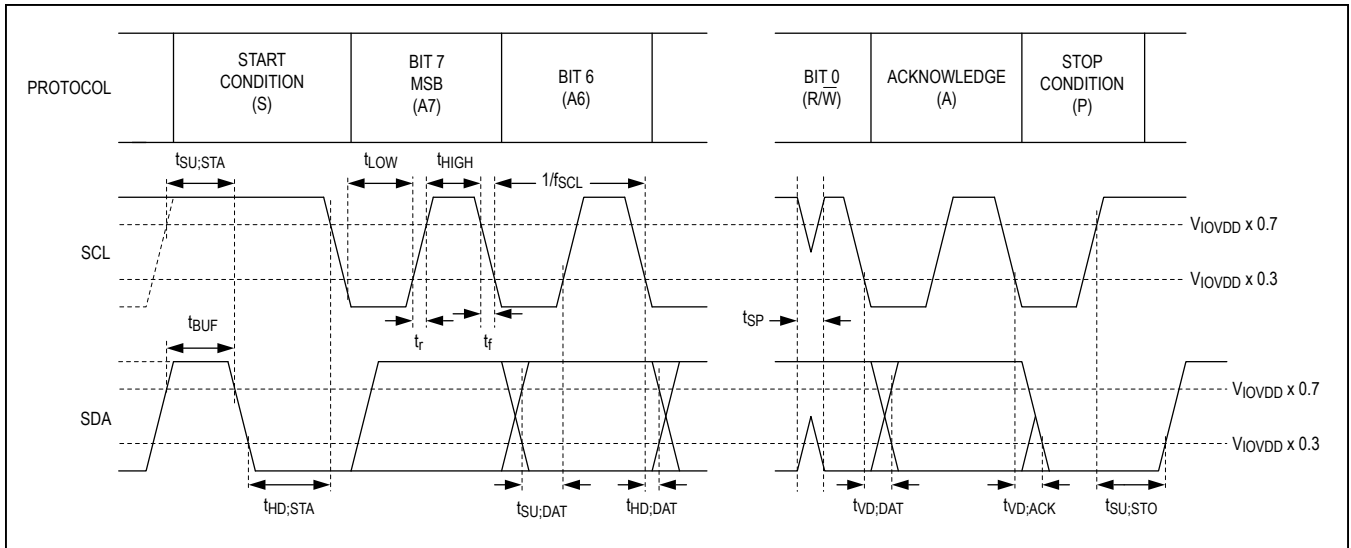 PROTOCOL
START
CONDITION
(S)
BIT 7
MSB
(A7)
BIT 6
(A6)
BIT 0
(R/W̅)
ACKNOWLEDGE
(A)
STOP
CONDITION
(P)
tSU;STA
tLOW
tHIGH
1/fSCL
SCL
VIOVDD x 0.7
VIOVDD x 0.3
tBUF
tr
tf
tSP
SDA
VIOVDD x 0.7
VIOVDD x 0.3
tHD;STA
tSU;DAT
tHD;DAT
tVD;DAT
tVD;ACK
tSU;STO